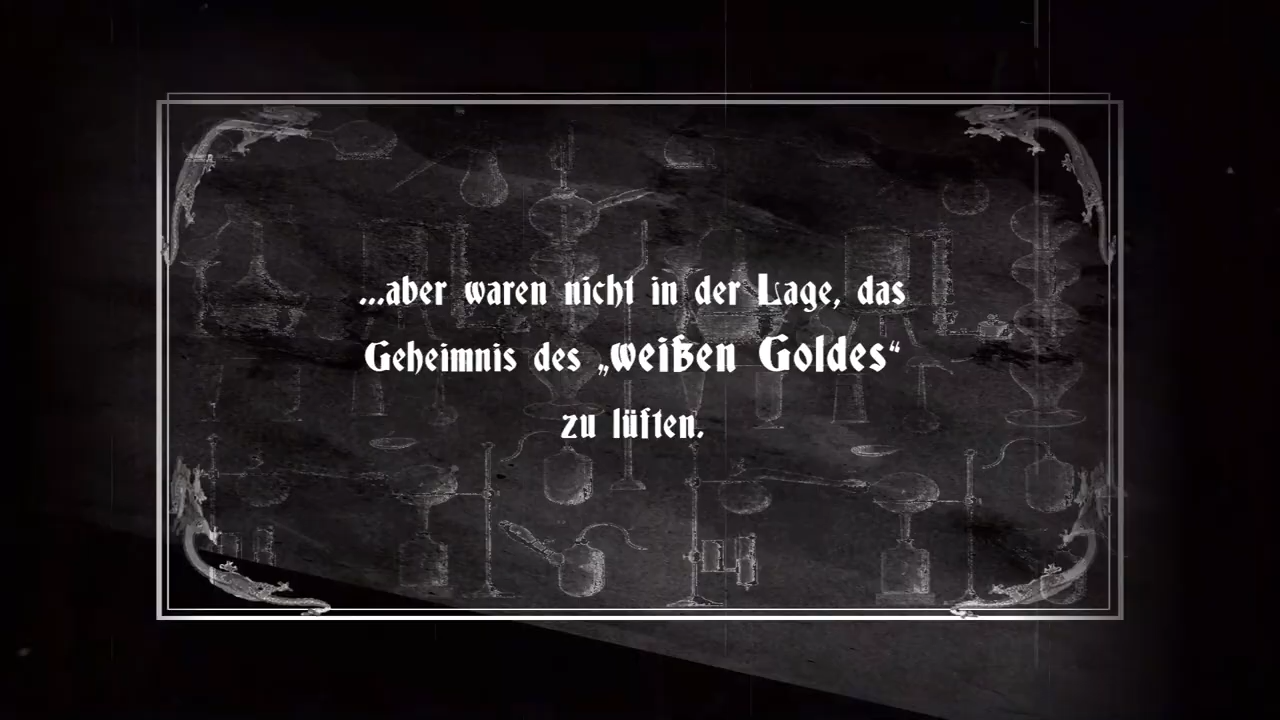 ...aber waren nicht in der Lage, das
Geheimnis des „weißen Goldes“
zu lüften.